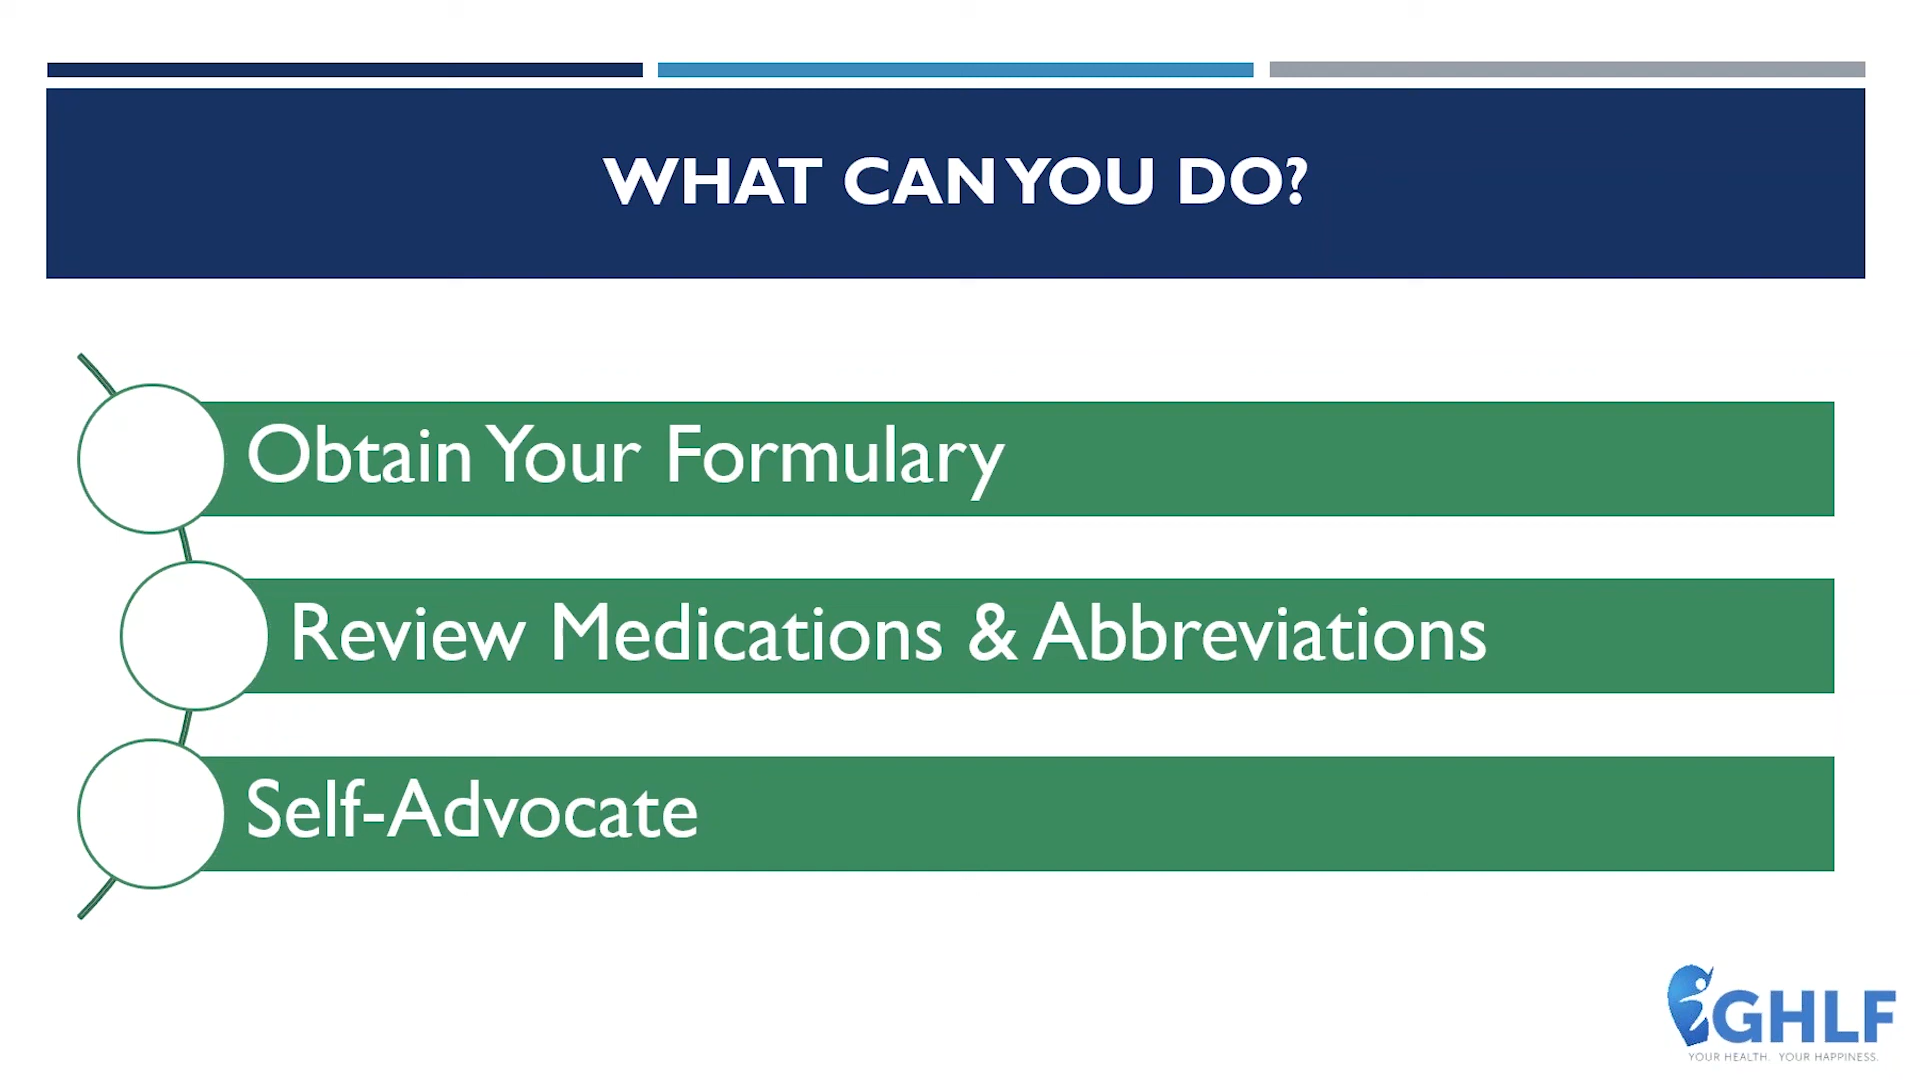 WHAT CAN YOU DO?
Obtain Your Formulary
Review Medications & Abbreviations
Self-Advocate
GHLF
YOUR HEALTH. YOUR HAPPINESS.